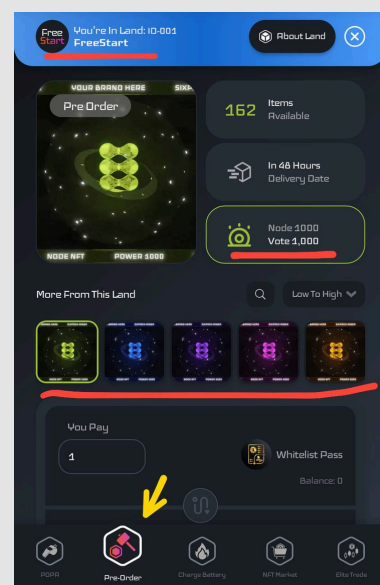 Free
Start
You're In Land: IO-001
FreeStart
About Land
YOUR BRAND HERE
Pre Order
NODE NFT
POWER 1000
162
Items
Available
In 48 Hours
Delivery Date
Node 1000
Vote 1,000
More From This Land
Low To High
You Pay
1
Whitelist Pass
Balance: 0
POPR
Pre-Order
Charge Battery
NFT Market
Elite Trade